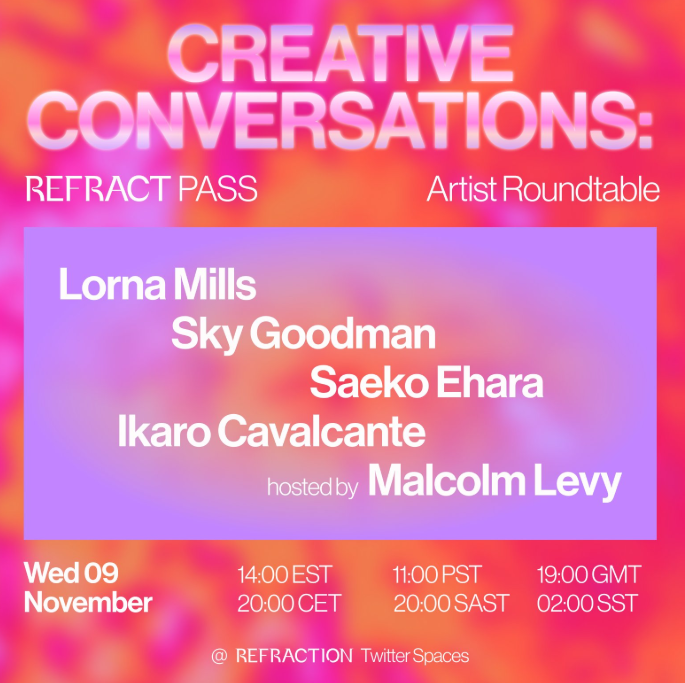 CREATIVE
CONVERSATIONS:
REFRACT PASS Artist Roundtable
Lorna Mills
Sky Goodman
Saeko Ehara
Ikaro Cavalcante
hosted by Malcolm Levy
Wed 09 14:00 EST 11:00 PST 19:00 GMT
November 20:00 CET 20:00 SAST 02:00 SST
@ REFRACTION Twitter Spaces